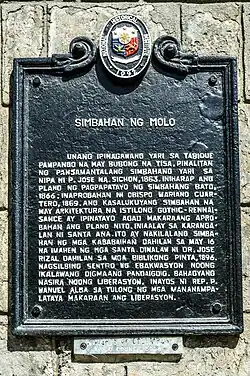 1992
SIMBAHAN NG MOLO
UNANG IPINAGAWANG YARI SA TABIQUE
PAMPANGO NA MAY BUBONG NA TISA, PINALITAN
NG PANSAMANTALANG SIMBAHANG YARI SA
NIPA NI P. JOSE MA. SICHON, 1863. INIHARAP ANG
PLANO NG PAGPAPATAYO NG SIMBAHANG BATO,
1866; INAPROBAHAN NI OBISPO MARIANO CUAR-
TERO, 1869. ANG KASALUKUYANG SIMBAHAN NA
MAY ARKITEKTURA NA ISTILONG GOTHIC-RENNAI-
SANCE AY IPINATAYO AGAD MAKARAANG APRO-
BAHAN ANG PLANO NITO. INIAALAY SA KARANGA-
LAN NI SANTA ANA. ITO AY NAKILALANG SIMBA-
HAN NG MGA KABABAIHAN DAHILAN SA MAY 16
NA IMAHEN NG MGA SANTA. DINALAW NI DR. JOSE
RIZAL DAHILAN SA MGA BIBLIKONG PINTA, 1896.
NAGSILBING SENTRO NG EBAKWASYON NOONG
IKALAWANG DIGMAANG PANDAIGDIG. BAHAGYANG
NASIRA NOONG LIBERASYON. INAYOS NI REP. P.
MANUEL ALBA SA TULONG NG MGA MANANAMPA-
LATAYA MAKARAAN ANG LIBERASYON.